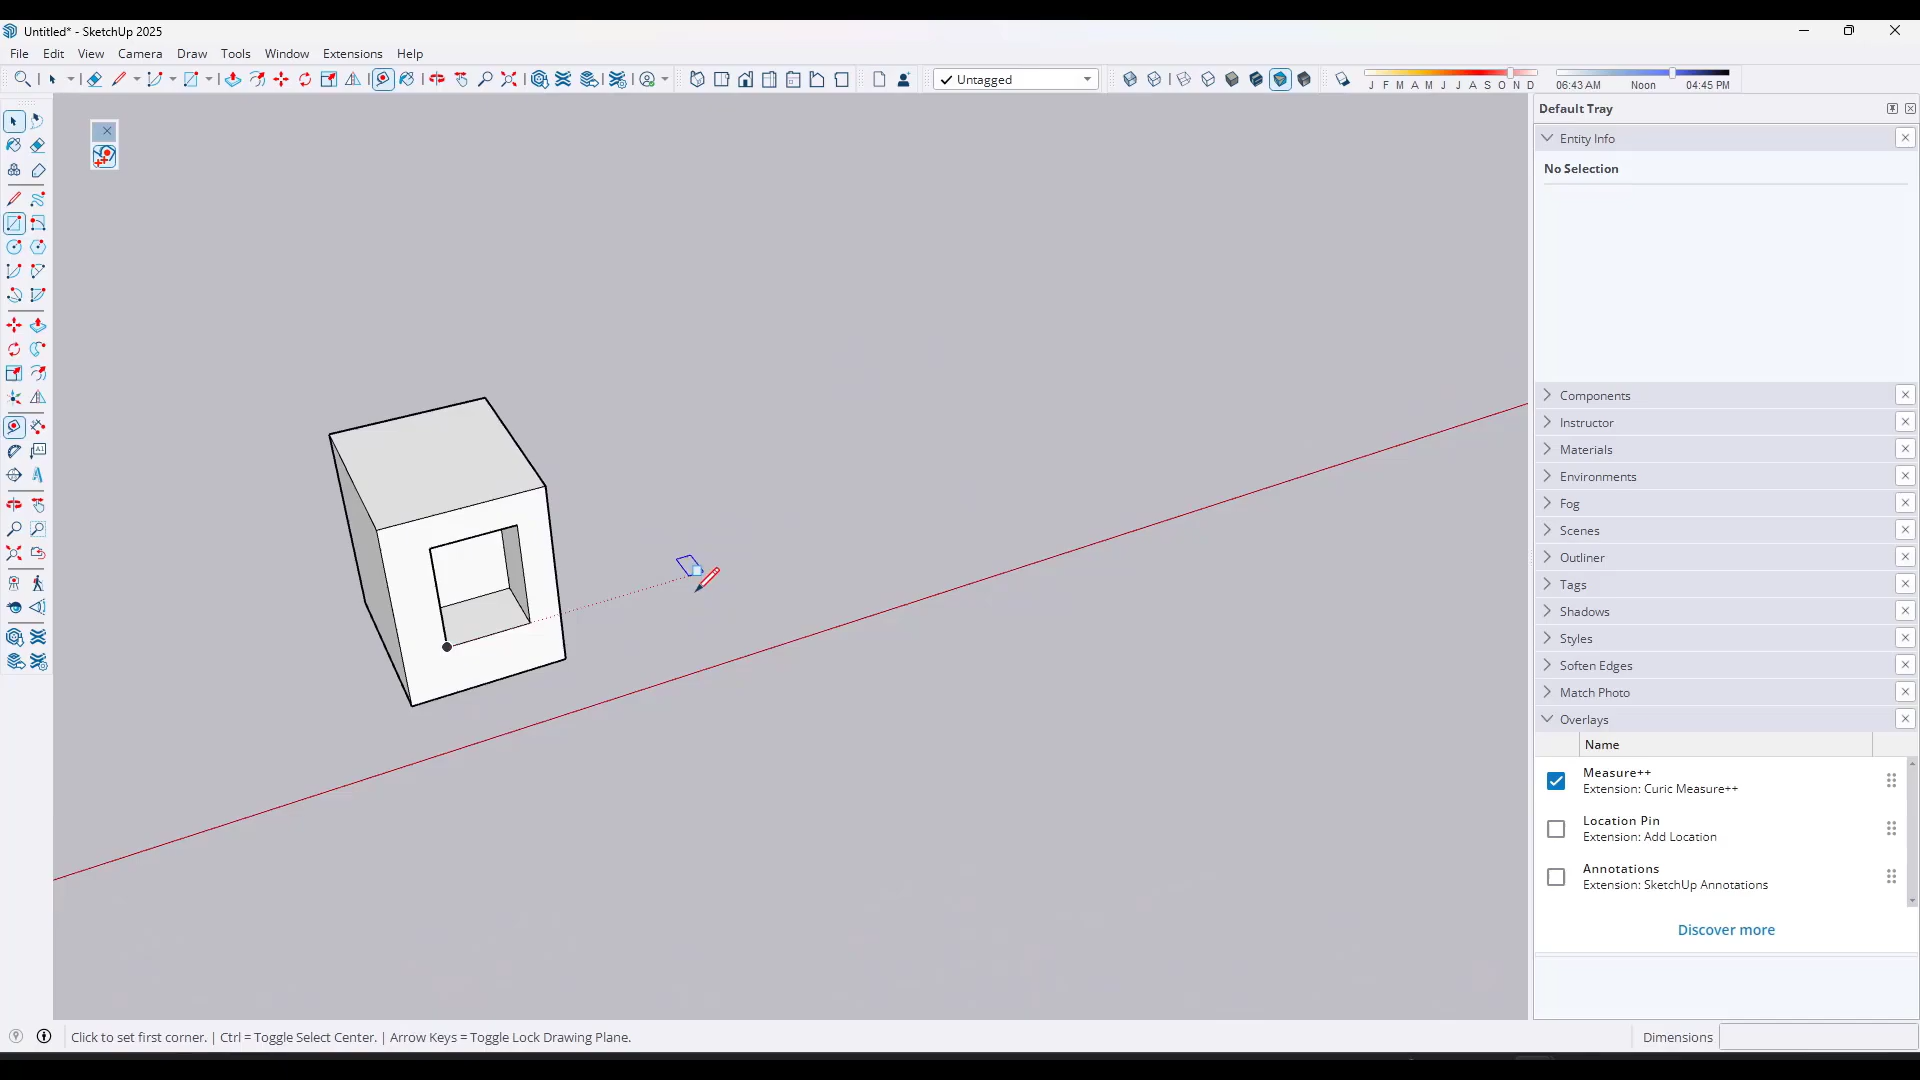 Untitled* - SketchUp 2025
File Edit View Camera Draw Tools Window Extensions Help
Untagged
J F M A M J J A S O N D
06:43 AM Noon 04:45 PM
Default Tray
Entity Info
No Selection
Components
Instructor
Materials
Environments
Fog
Scenes
Outliner
Tags
Shadows
Styles
Soften Edges
Match Photo
Overlays
Name
Measure++
Extension: Curic Measure++
Location Pin
Extension: Add Location
Annotations
Extension: SketchUp Annotations
Discover more
Click to set first corner. | Ctrl = Toggle Select Center. | Arrow Keys = Toggle Lock Drawing Plane.
Dimensions